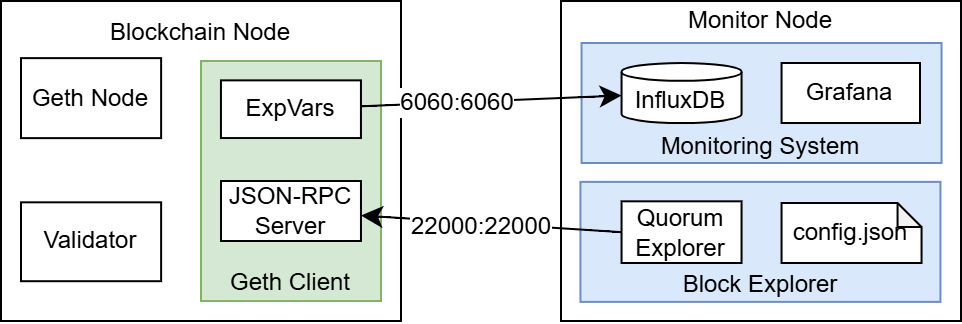 Blockchain Node
Geth Node
Validator
ExpVars
JSON-RPC
Server
Geth Client
6060:6060
22000:22000
Monitor Node
InfluxDB
Grafana
Monitoring System
Quorum
Explorer
config.json
Block Explorer